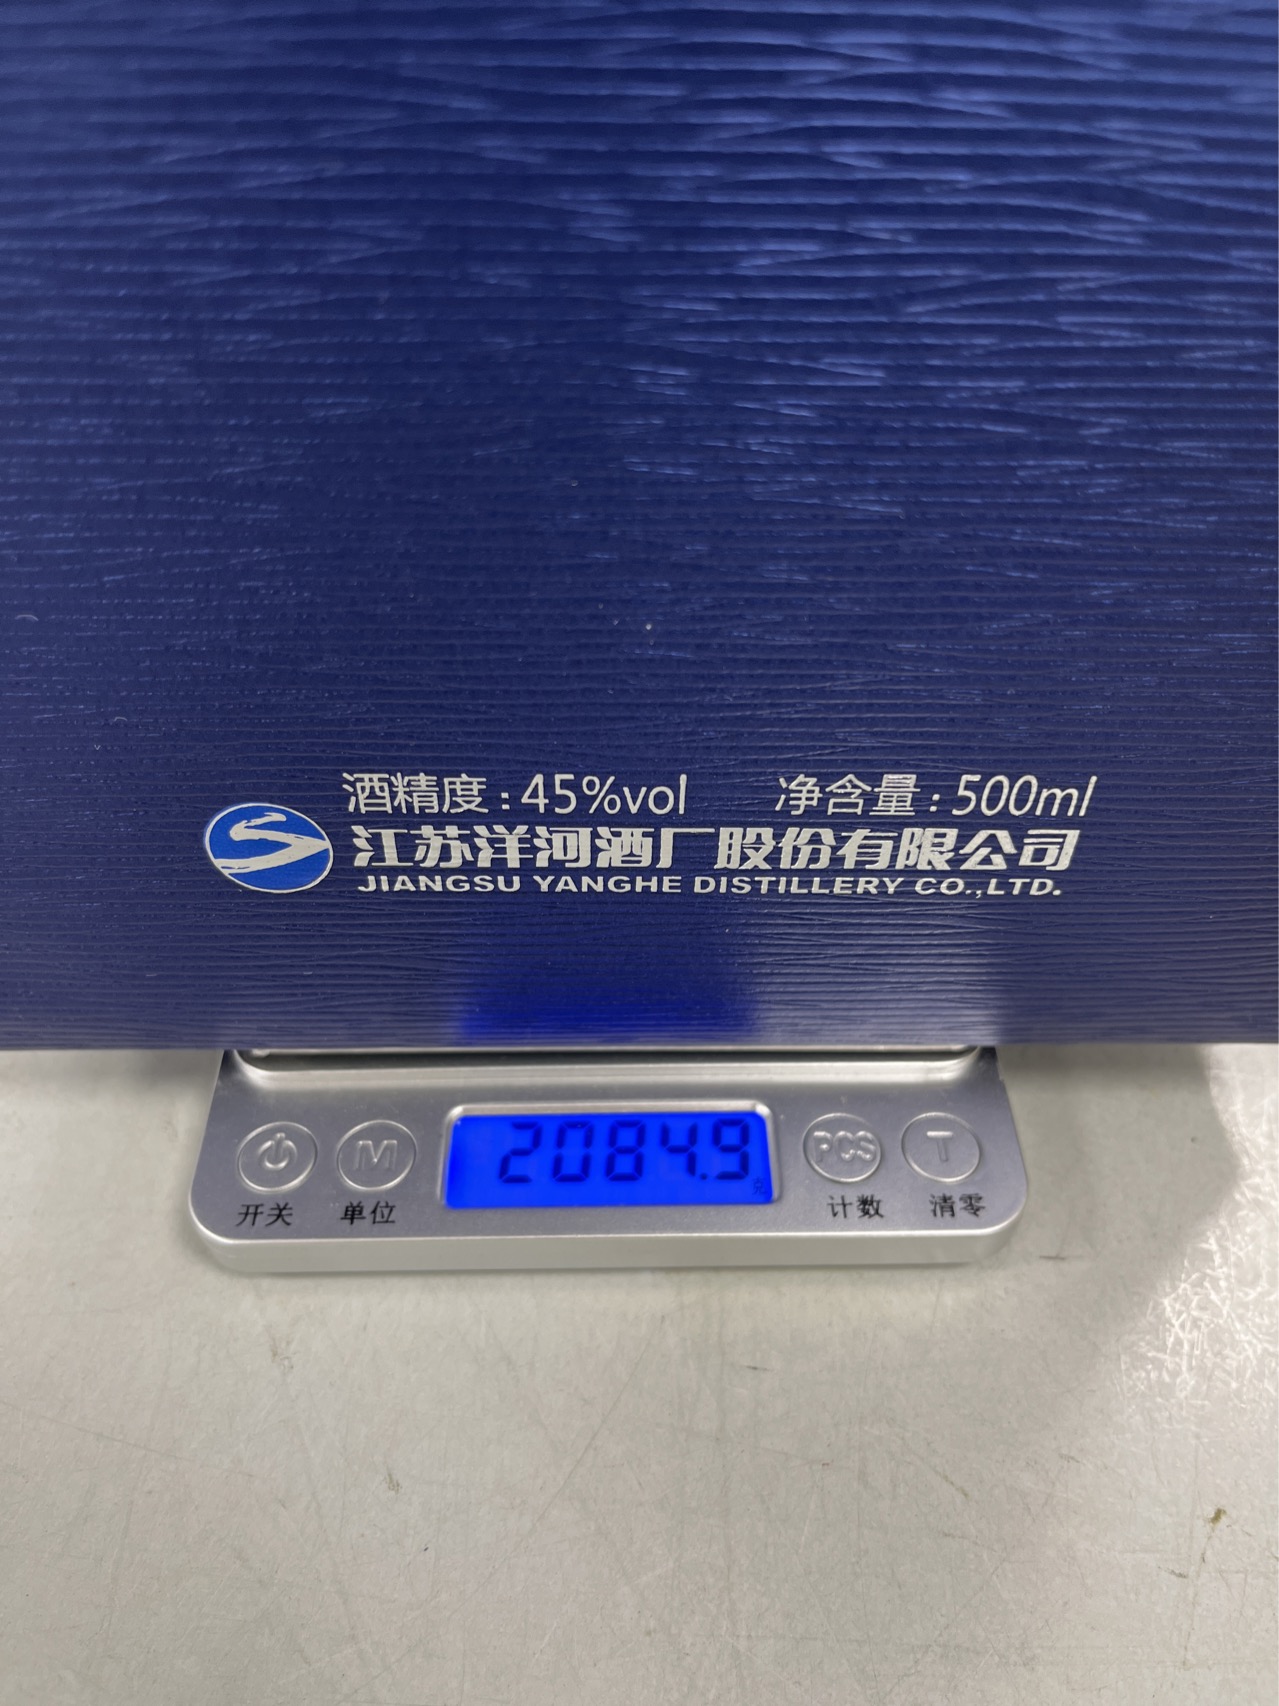 酒精度:45%vol 净含量:500ml
江苏洋河酒厂股份有限公司
JIANGSU YANGHE DISTILLERY CO.,LTD.
M 2084.9 克 PCS T
开关 单位 计数 清零